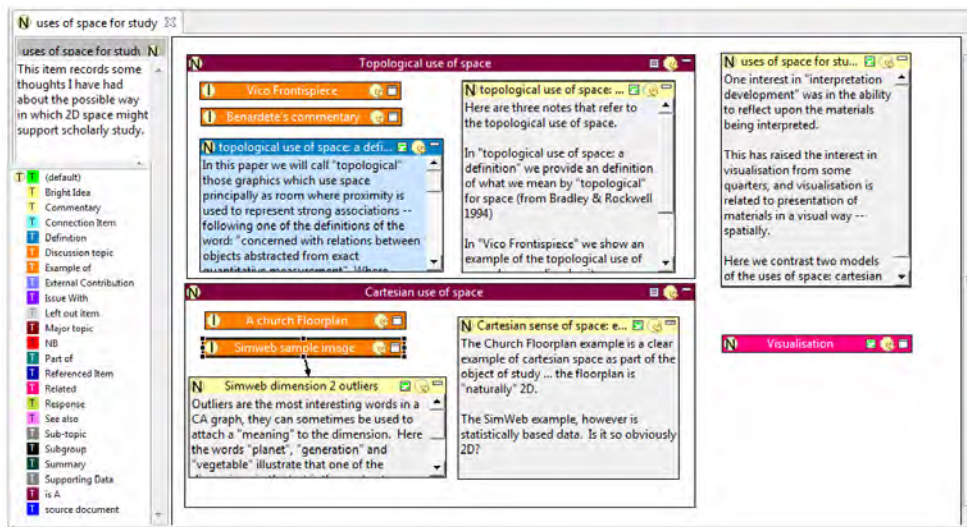 N uses of space for study
uses of space for stud N
This item records some
thoughts I have had
about the possible way
in which 2D space might
support scholarly study.
T T (default)
T Bright Idea
T Commentary
T Connection Item
T Definition
T Discussion topic
T Example of
T External Contribution
T Issue With
T Left out item
T Major topic
T NB
T Part of
T Referenced Item
T Related
T Response
T See also
T Sub-topic
T Subgroup
T Summary
T Supporting Data
T is A
T source document
N Topological use of space
I Vico Frontispiece
I Benardete's commentary
N topological use of space: a defi...
In this paper we will call "topological"
those graphics which use space
principally as room where proximity is
used to represent strong associations --
following one of the definitions of the
word: "concerned with relations between
objects abstracted from exact
quantitative measurement". Where
N topological use of space: ...
Here are three notes that refer to
the topological use of space.
In "topological use of space: a
definition" we provide an definition
of what we mean by "topological"
for space (from Bradley & Rockwell
1994)
In "Vico Frontispiece" we show an
example of the topological use of
N Cartesian use of space
I A church Floorplan
I Simweb sample image
N Simweb dimension 2 outliers
Outliers are the most interesting words in a
CA graph, they can sometimes be used to
attach a "meaning" to the dimension. Here
the words "planet", "generation" and
"vegetable" illustrate that one of the
N Cartesian sense of space: e...
The Church Floorplan example is a clear
example of cartesian space as part of the
object of study ... the floorplan is
"naturally" 2D.
The SimWeb example, however is
statistically based data. Is it so obviously
2D?
N uses of space for stu...
One interest in "interpretation
development" was in the ability
to reflect upon the materials
being interpreted.
This has raised the interest in
visualisation from some
quarters, and visualisation is
related to presentation of
materials in a visual way --
spatially.
Here we contrast two models
of the uses of space: cartesian
N Visualisation